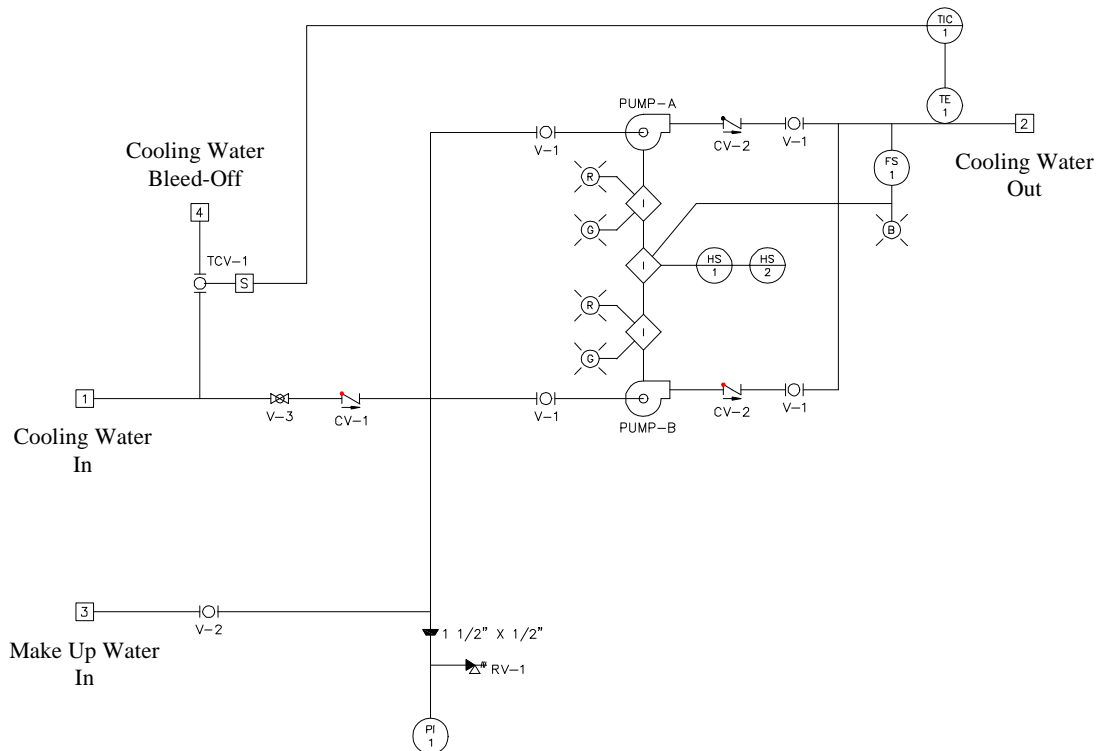 TIC
1
TE
1
PUMP-A
CV-2
V-1
V-1
2
Cooling Water
Out
FS
1
B
Cooling Water
Bleed-Off
4
TCV-1
S
R
I
G
I
HS
1
HS
2
R
I
G
1
Cooling Water
In
V-3
CV-1
V-1
PUMP-B
CV-2
V-1
3
V-2
Make Up Water
In
1 1/2" X 1/2"
RV-1
PI
1